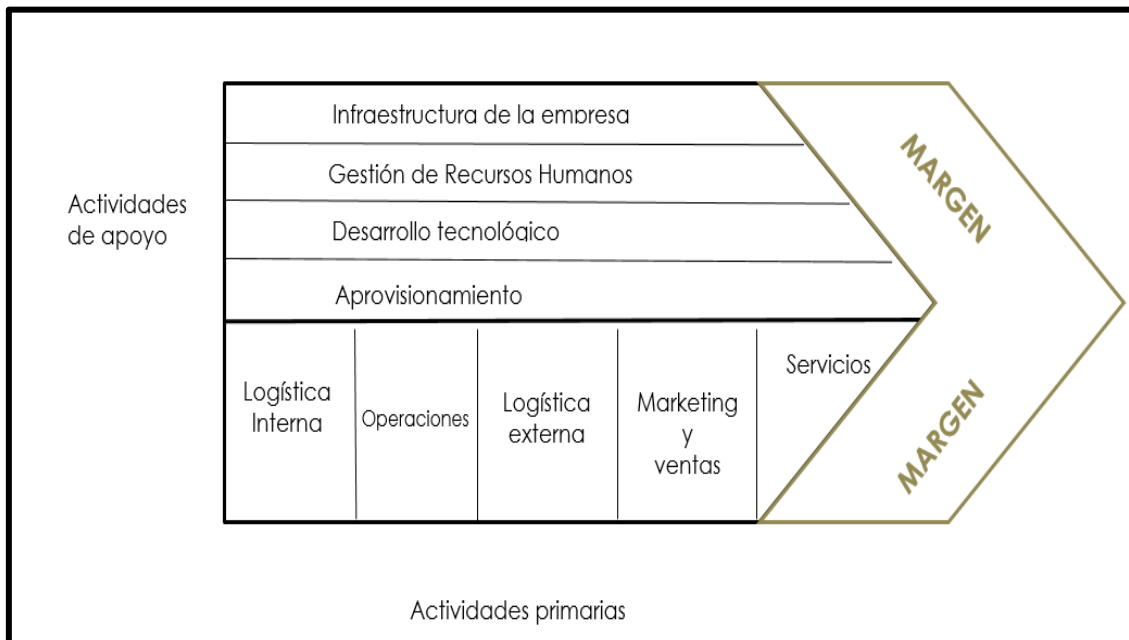 Infraestructura de la empresa
Gestión de Recursos Humanos
Desarrollo tecnológico
Aprovisionamiento
Actividades
de apoyo
MARGEN
Logística
Interna
Operaciones
Logística
externa
Marketing
y
ventas
Servicios
MARGEN
Actividades primarias